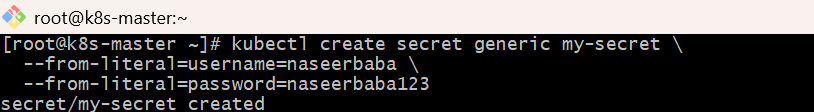 root@k8s-master:~
[root@k8s-master ~]# kubectl create secret generic my-secret \
  --from-literal=username=naseerbaba \
  --from-literal=password=naseerbaba123
secret/my-secret created